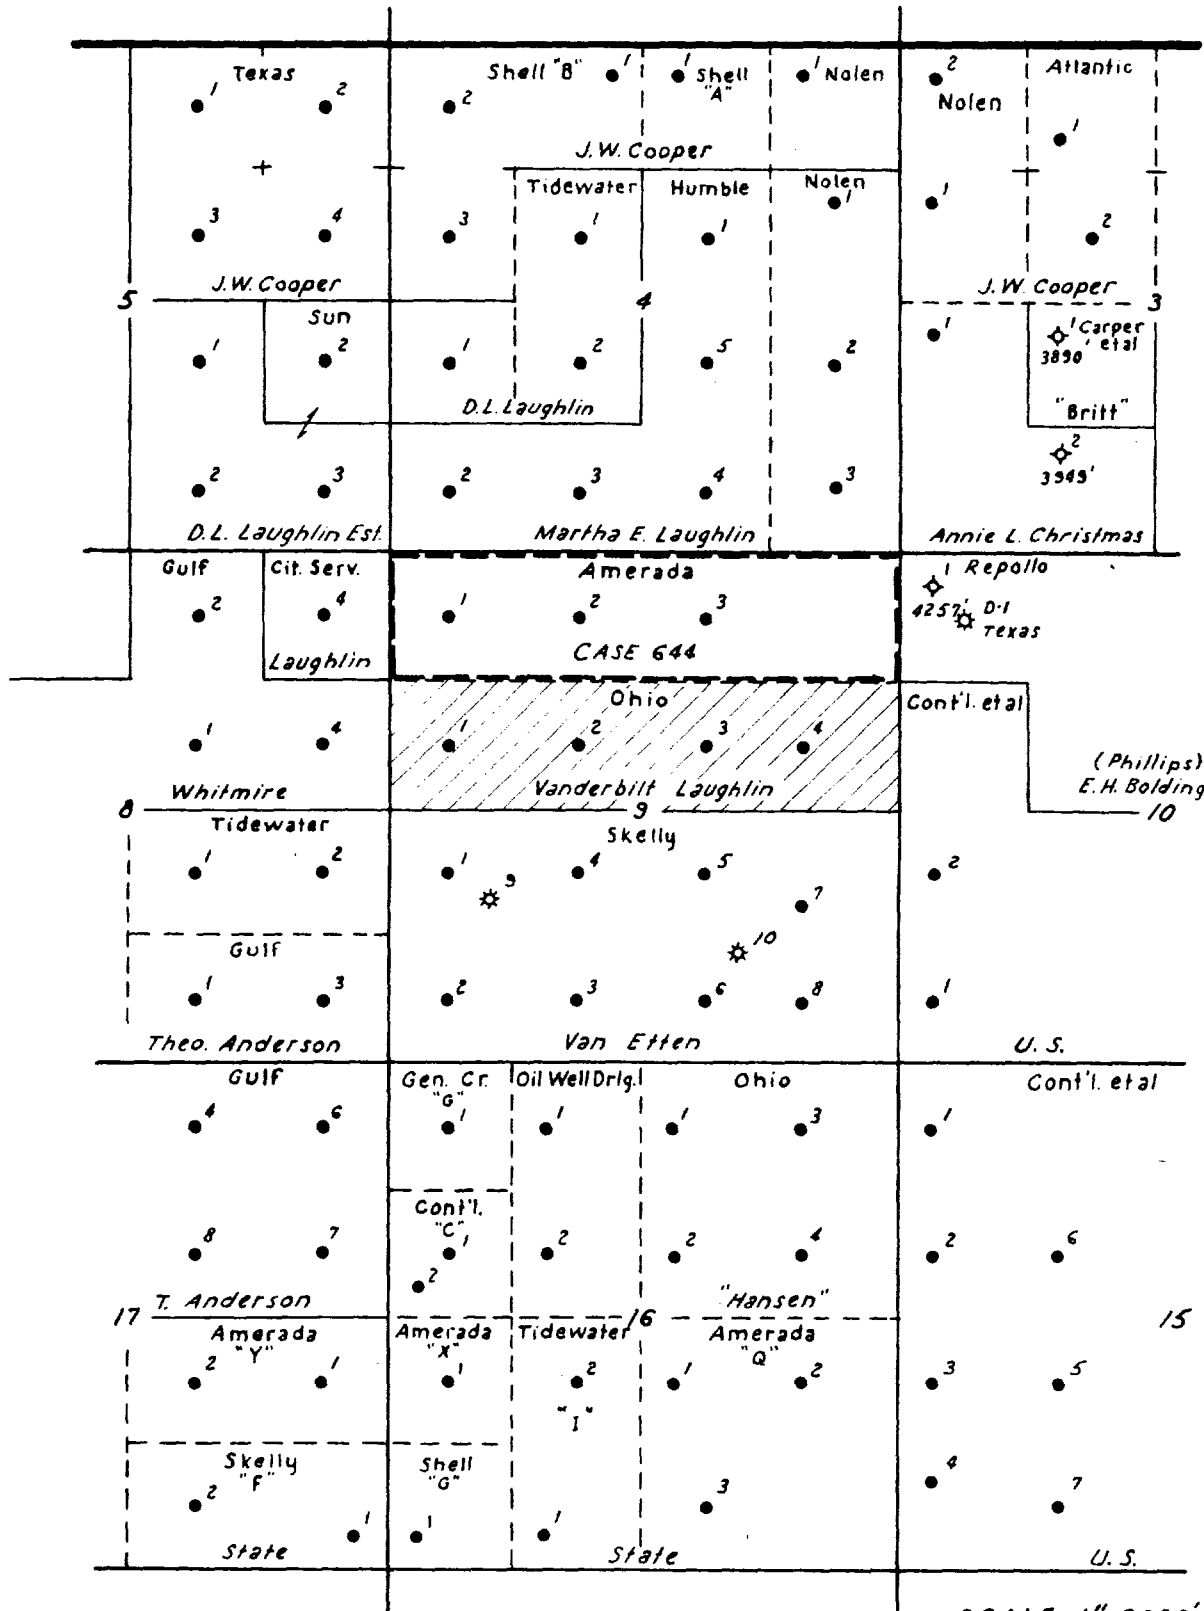 Texas Shell "B" 1 1 Shell "A" 1 Nolen 2 Nolen Atlantic
1 2 2 1
J.W. Cooper
Tidewater Humble Nolen
3 4 3 1 1 1 1 2
J.W. Cooper J.W. Cooper
5 4 3
Sun
1 2 1 2 5 2 1 1 Carper et al
3890'
D.L. Laughlin "Britt"
2 3 2 3 4 3 2
3949'
D.L. Laughlin Est. Martha E. Laughlin Annie L. Christmas
Gulf Cit. Serv. Amerada 1 Repollo
2 4 1 2 3 4257' D-1 Texas
Laughlin CASE 644
Ohio Cont'l. et al
1 4 1 2 3 4
(Phillips)
Whitmire Vanderbilt Laughlin E.H. Bolding
8 9 10
Tidewater Skelly
1 2 1 4 5 2
9 7
Gulf 10
1 3 2 3 6 8 1
Theo. Anderson Van Etten U.S.
Gulf Gen. Cr. "G" Oil Well Drlg. Ohio Cont'l. et al
4 6 1 1 1 3 1
Cont'l. "C"
8 7 1 2 2 4 2 6
2
T. Anderson "Hansen"
17 16 15
Amerada "Y" Amerada "X" Tidewater Amerada "Q"
2 1 1 2 1 2 3 5
"I"
Skelly "F" Shell "G"
2 3 4 7
1 1 1
State State U.S.